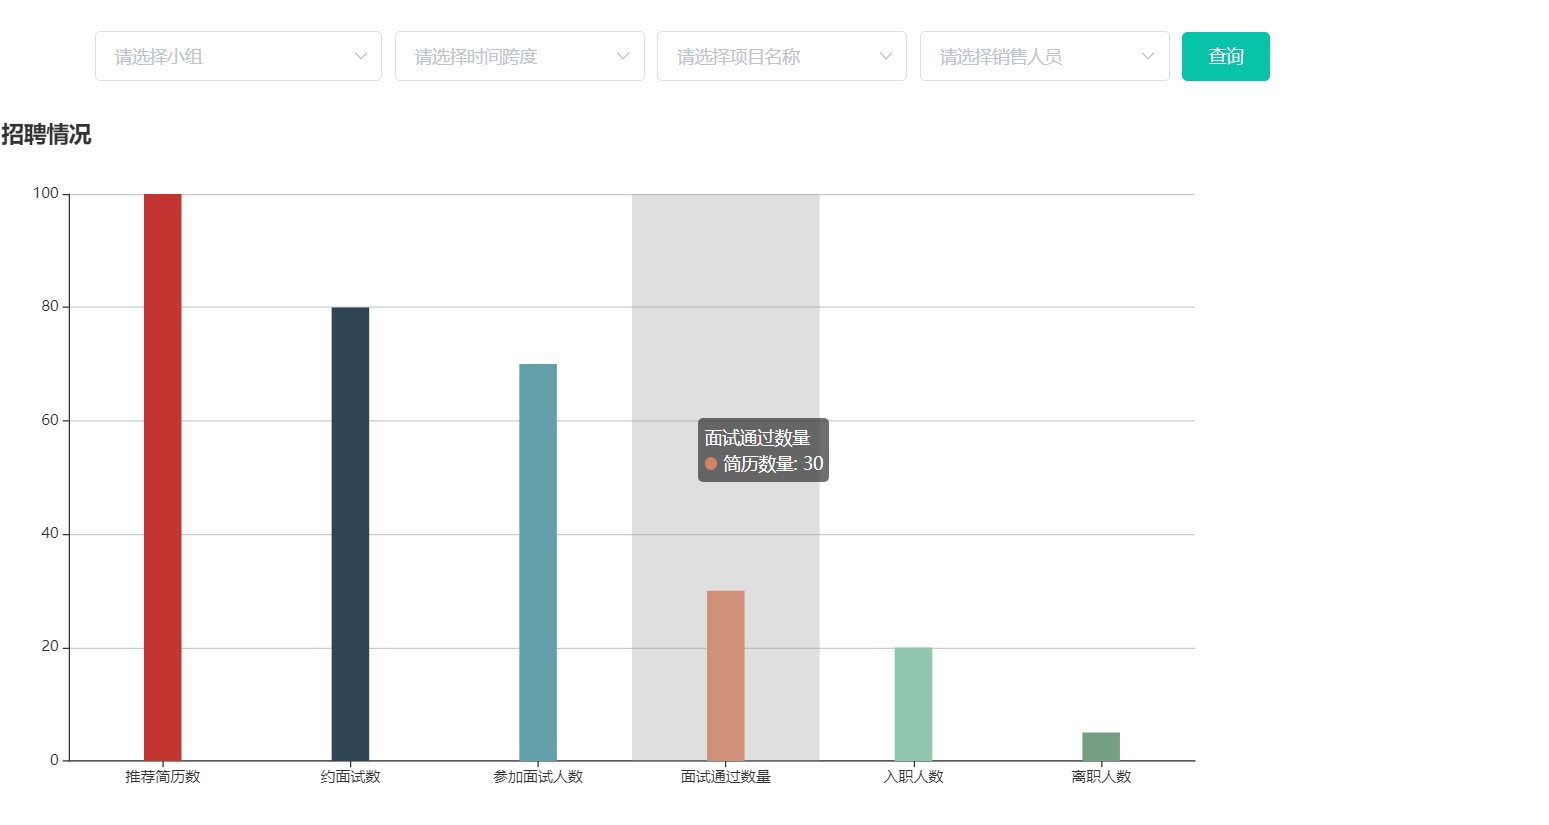 请选择小组 请选择时间跨度 请选择项目名称 请选择销售人员 查询
招聘情况
100
80
60
面试通过数量
简历数量: 30
40
20
0
推荐简历数 约面试数 参加面试人数 面试通过数量 入职人数 离职人数